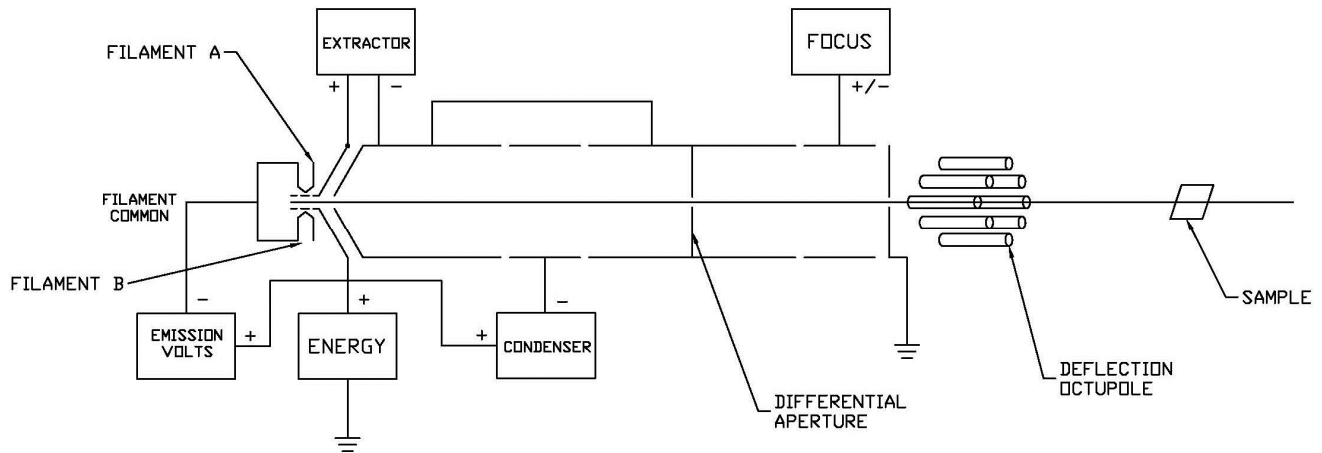 FILAMENT A
EXTRACTOR
+
-
FOCUS
+/-
FILAMENT
COMMON
FILAMENT B
-
EMISSION
VOLTS
+
+
ENERGY
+
-
CONDENSER
DIFFERENTIAL
APERTURE
DEFLECTION
OCTUPOLE
SAMPLE